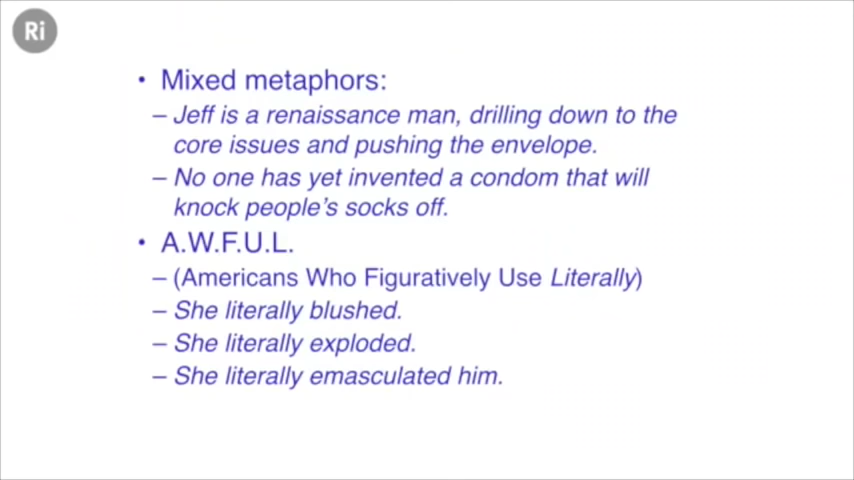 Ri
• Mixed metaphors:
– Jeff is a renaissance man, drilling down to the
core issues and pushing the envelope.
– No one has yet invented a condom that will
knock people's socks off.
• A.W.F.U.L.
– (Americans Who Figuratively Use Literally)
– She literally blushed.
– She literally exploded.
– She literally emasculated him.